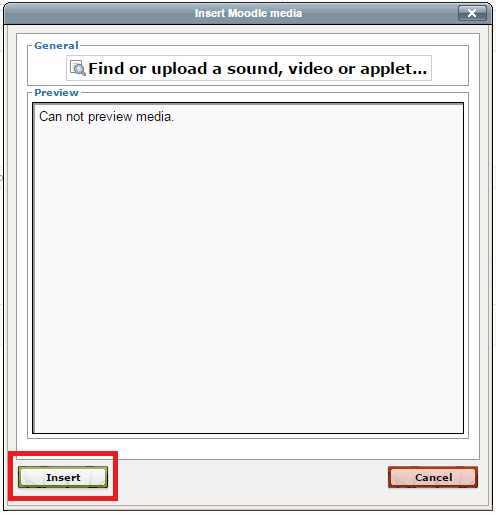 Insert Moodle media
General
Find or upload a sound, video or applet...
Preview
Can not preview media.
Insert
Cancel